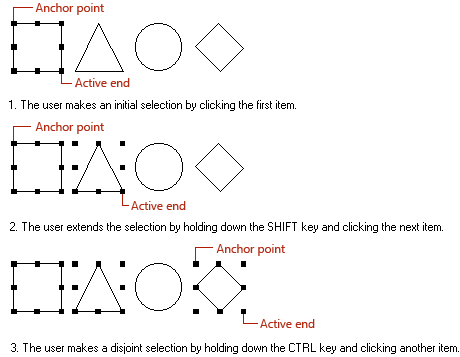 Anchor point
Active end
1. The user makes an initial selection by clicking the first item.
Anchor point
Active end
2. The user extends the selection by holding down the SHIFT key and clicking the next item.
Anchor point
Active end
3. The user makes a disjoint selection by holding down the CTRL key and clicking another item.